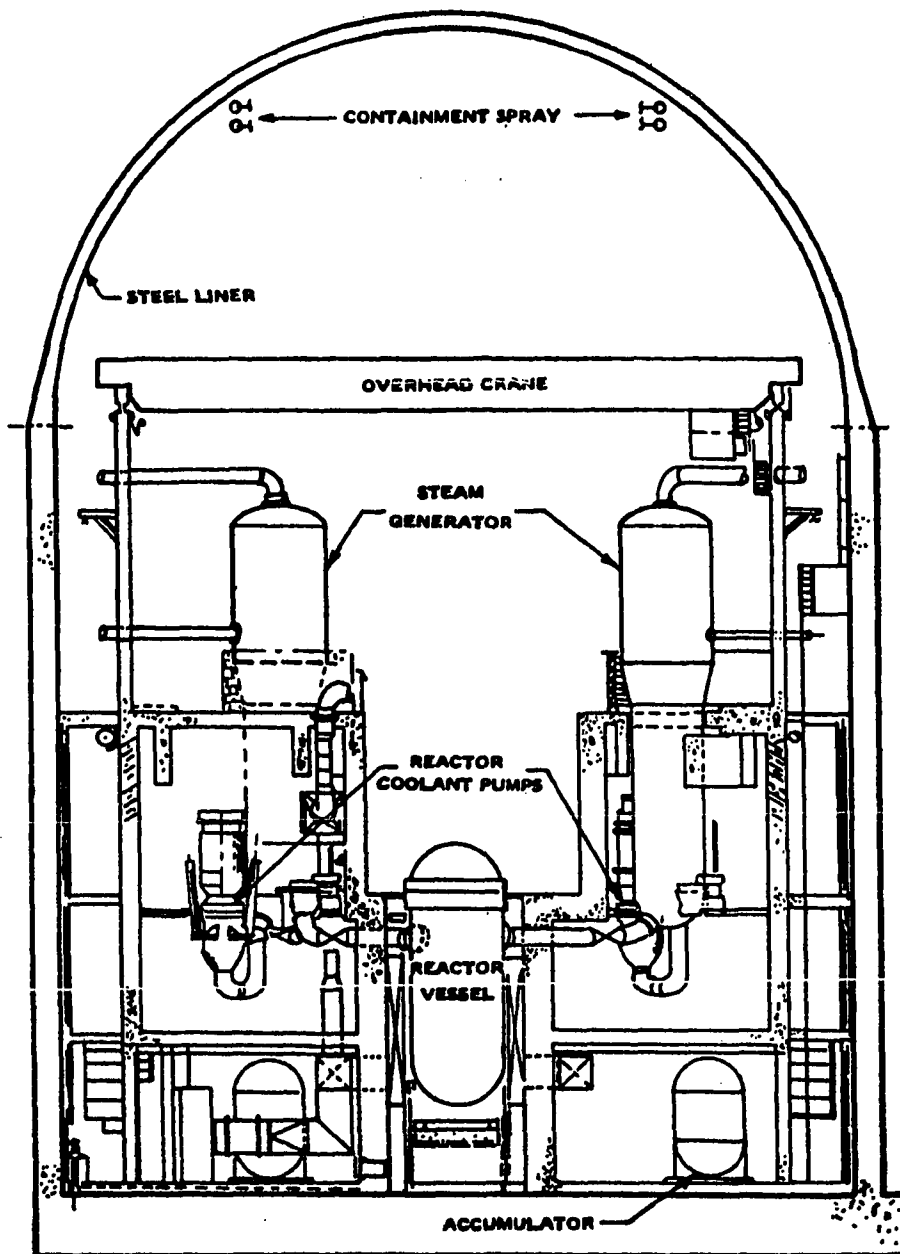 CONTAINMENT SPRAY
STEEL LINER
OVERHEAD CRANE
STEAM
GENERATOR
REACTOR
COOLANT PUMPS
REACTOR
VESSEL
ACCUMULATOR